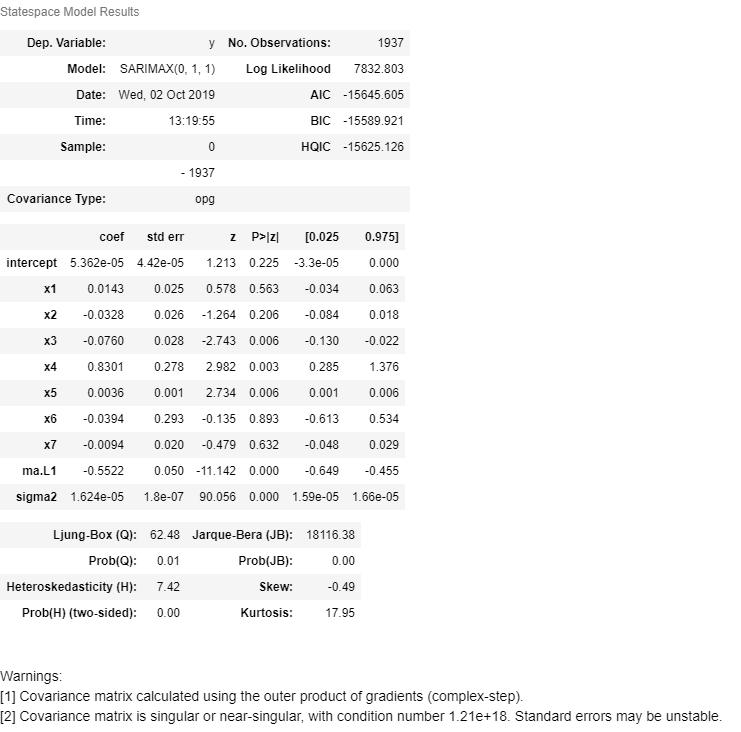 Statespace Model Results
Dep. Variable: y No. Observations: 1937
Model: SARIMAX(0, 1, 1) Log Likelihood 7832.803
Date: Wed, 02 Oct 2019 AIC -15645.605
Time: 13:19:55 BIC -15589.921
Sample: 0 HQIC -15625.126
- 1937
Covariance Type: opg
coef std err z P>|z| [0.025 0.975]
intercept 5.362e-05 4.42e-05 1.213 0.225 -3.3e-05 0.000
x1 0.0143 0.025 0.578 0.563 -0.034 0.063
x2 -0.0328 0.026 -1.264 0.206 -0.084 0.018
x3 -0.0760 0.028 -2.743 0.006 -0.130 -0.022
x4 0.8301 0.278 2.982 0.003 0.285 1.376
x5 0.0036 0.001 2.734 0.006 0.001 0.006
x6 -0.0394 0.293 -0.135 0.893 -0.613 0.534
x7 -0.0094 0.020 -0.479 0.632 -0.048 0.029
ma.L1 -0.5522 0.050 -11.142 0.000 -0.649 -0.455
sigma2 1.624e-05 1.8e-07 90.056 0.000 1.59e-05 1.66e-05
Ljung-Box (Q): 62.48 Jarque-Bera (JB): 18116.38
Prob(Q): 0.01 Prob(JB): 0.00
Heteroskedasticity (H): 7.42 Skew: -0.49
Prob(H) (two-sided): 0.00 Kurtosis: 17.95
Warnings:
[1] Covariance matrix calculated using the outer product of gradients (complex-step).
[2] Covariance matrix is singular or near-singular, with condition number 1.21e+18. Standard errors may be unstable.